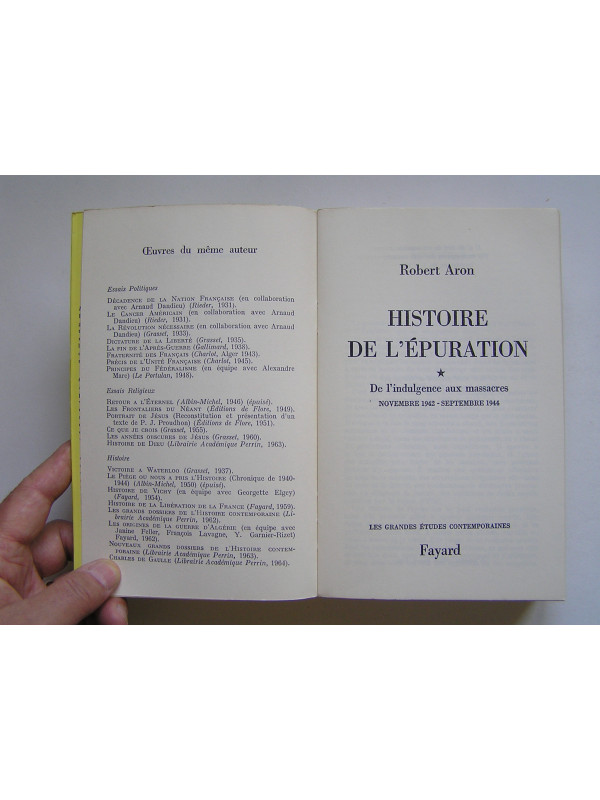 Œuvres du même auteur
Essais Politiques
DÉCADENCE DE LA NATION FRANÇAISE (en collaboration
avec Arnaud Dandieu) (Rieder, 1931).
LE CANCER AMÉRICAIN (en collaboration avec Arnaud
Dandieu) (Rieder, 1931).
LA RÉVOLUTION NÉCESSAIRE (en collaboration avec Arnaud
Dandieu) (Grasset, 1933).
DICTATURE DE LA LIBERTÉ (Grasset, 1935).
LA FIN DE L'APRÈS-GUERRE (Gallimard, 1938).
FRATERNITÉ DES FRANÇAIS (Charlot, Alger 1943).
PRÉCIS DE L'UNITÉ FRANÇAISE (Charlot, 1945).
PRINCIPES DU FÉDÉRALISME (en équipe avec Alexandre
Marc) (Le Portulan, 1948).
Essais Religieux
RETOUR A L'ÉTERNEL (Albin-Michel, 1946) (épuisé).
LES FRONTALIERS DU NÉANT (Éditions de Flore, 1949).
PORTRAIT DE JÉSUS (Reconstitution et présentation d'un
texte de P. J. Proudhon) (Éditions de Flore, 1951).
CE QUE JE CROIS (Grasset, 1955).
LES ANNÉES OBSCURES DE JÉSUS (Grasset, 1960).
HISTOIRE DE DIEU (Librairie Académique Perrin, 1963).
Histoire
VICTOIRE A WATERLOO (Grasset, 1937).
LE PIÈGE OÙ NOUS A PRIS L'HISTOIRE (Chronique de 1940-
1944) (Albin-Michel, 1950) (épuisé).
HISTOIRE DE VICHY (en équipe avec Georgette Elgey)
(Fayard, 1954).
HISTOIRE DE LA LIBÉRATION DE LA FRANCE (Fayard, 1959).
LES GRANDS DOSSIERS DE L'HISTOIRE CONTEMPORAINE (Li-
brairie Académique Perrin, 1962).
LES ORIGINES DE LA GUERRE D'ALGÉRIE (en équipe avec
Janine Feller, François Lavagne, Y. Garnier-Rizet)
Fayard, 1962).
NOUVEAUX GRANDS DOSSIERS DE L'HISTOIRE CONTEM-
PORAINE (Librairie Académique Perrin, 1963).
CHARLES DE GAULLE (Librairie Académique Perrin, 1964).
Robert Aron
HISTOIRE
DE L'ÉPURATION
★
De l'indulgence aux massacres
NOVEMBRE 1942 - SEPTEMBRE 1944
LES GRANDES ÉTUDES CONTEMPORAINES
Fayard